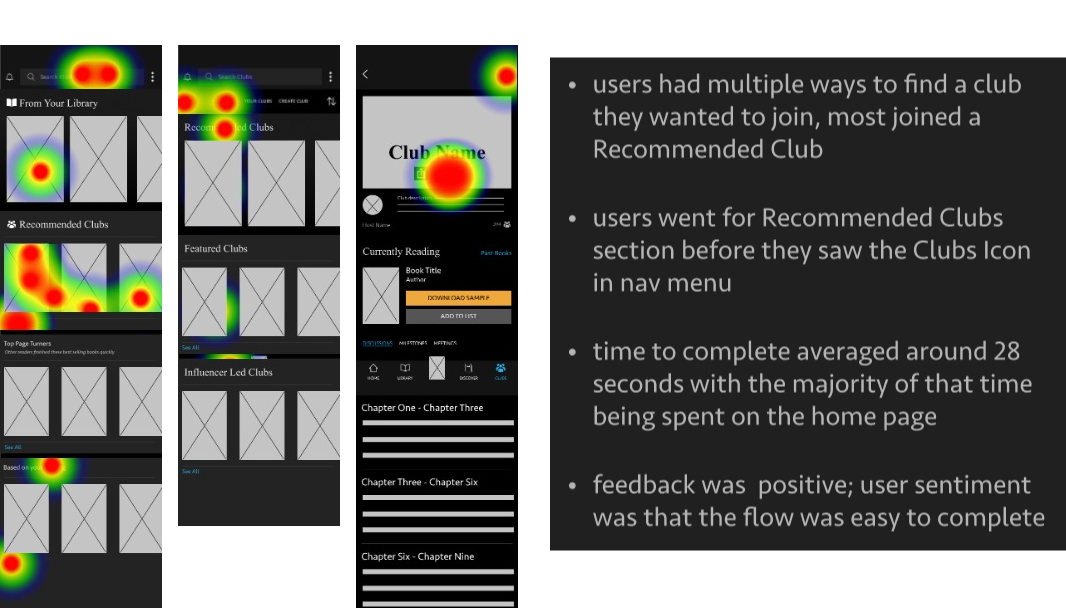 Search Clubs
From Your Library
Recommended Clubs
Top Page Turners
Other readers finished these best selling books quickly
See All
Based on
Search Clubs
YOUR CLUBS CREATE CLUB
Clubs
Featured Clubs
See All
Influencer Led Clubs
See All
Club Name
Club description
Host Name
Currently Reading
Past Books
Book Title
Author
DOWNLOAD SAMPLE
ADD TO LIST
DISCUSSIONS MILESTONES MEETINGS
HOME LIBRARY DISCOVER CLUBS
Chapter One - Chapter Three
Chapter Three - Chapter Six
Chapter Six - Chapter Nine
• users had multiple ways to find a club
they wanted to join, most joined a
Recommended Club
• users went for Recommended Clubs
section before they saw the Clubs Icon
in nav menu
• time to complete averaged around 28
seconds with the majority of that time
being spent on the home page
• feedback was positive; user sentiment
was that the flow was easy to complete